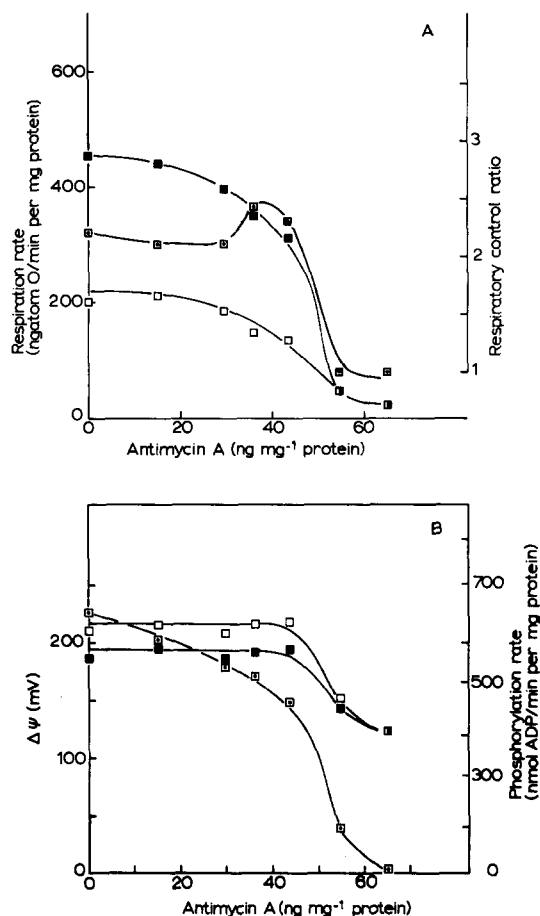 A
600
400
200
0
Respiration rate
(ngatom O/min per mg protein)
3
2
1
Respiratory control ratio
0 20 40 60
Antimycin A (ng mg⁻¹ protein)
B
200
100
0
Δψ (mV)
700
500
300
0
Phosphorylation rate
(nmol ADP/min per mg protein)
0 20 40 60
Antimycin A (ng mg⁻¹ protein)